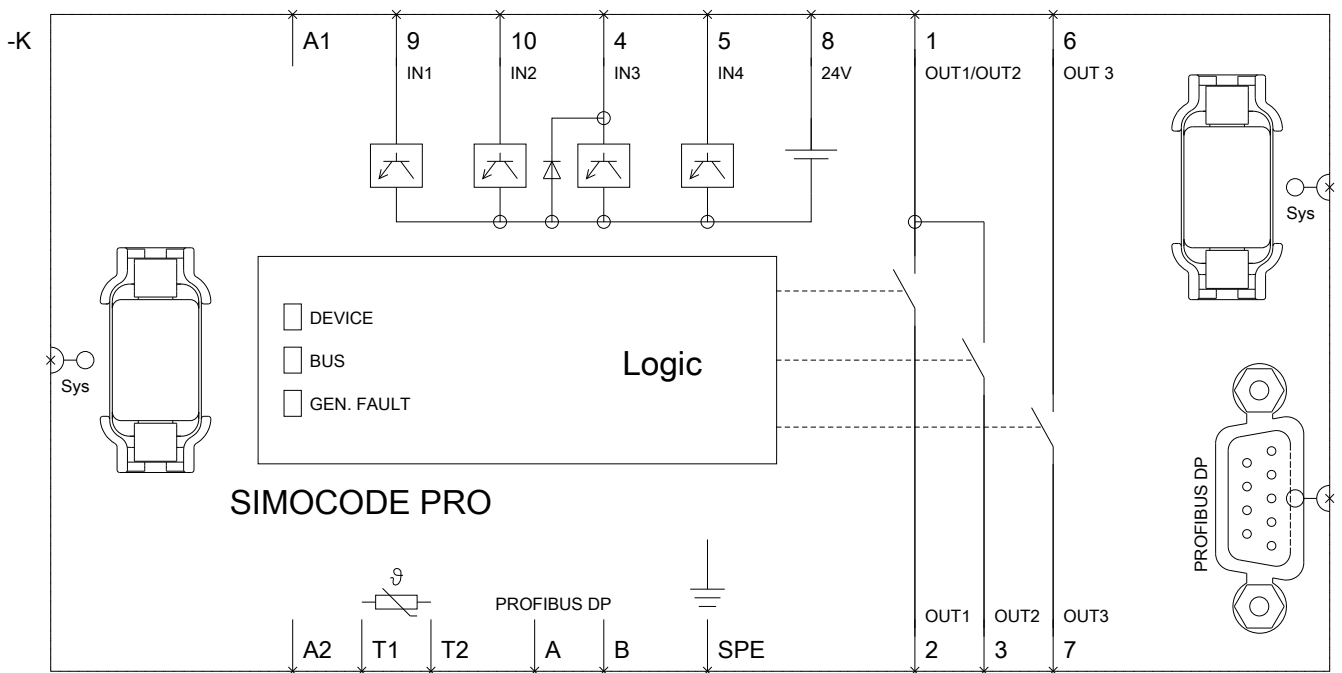 -K A1 9 10 4 5 8 1 6
IN1 IN2 IN3 IN4 24V OUT1/OUT2 OUT 3
Sys
DEVICE
BUS Logic
Sys
GEN. FAULT
SIMOCODE PRO
PROFIBUS DP
ϑ
PROFIBUS DP
OUT1 OUT2 OUT3
A2 T1 T2 A B SPE 2 3 7